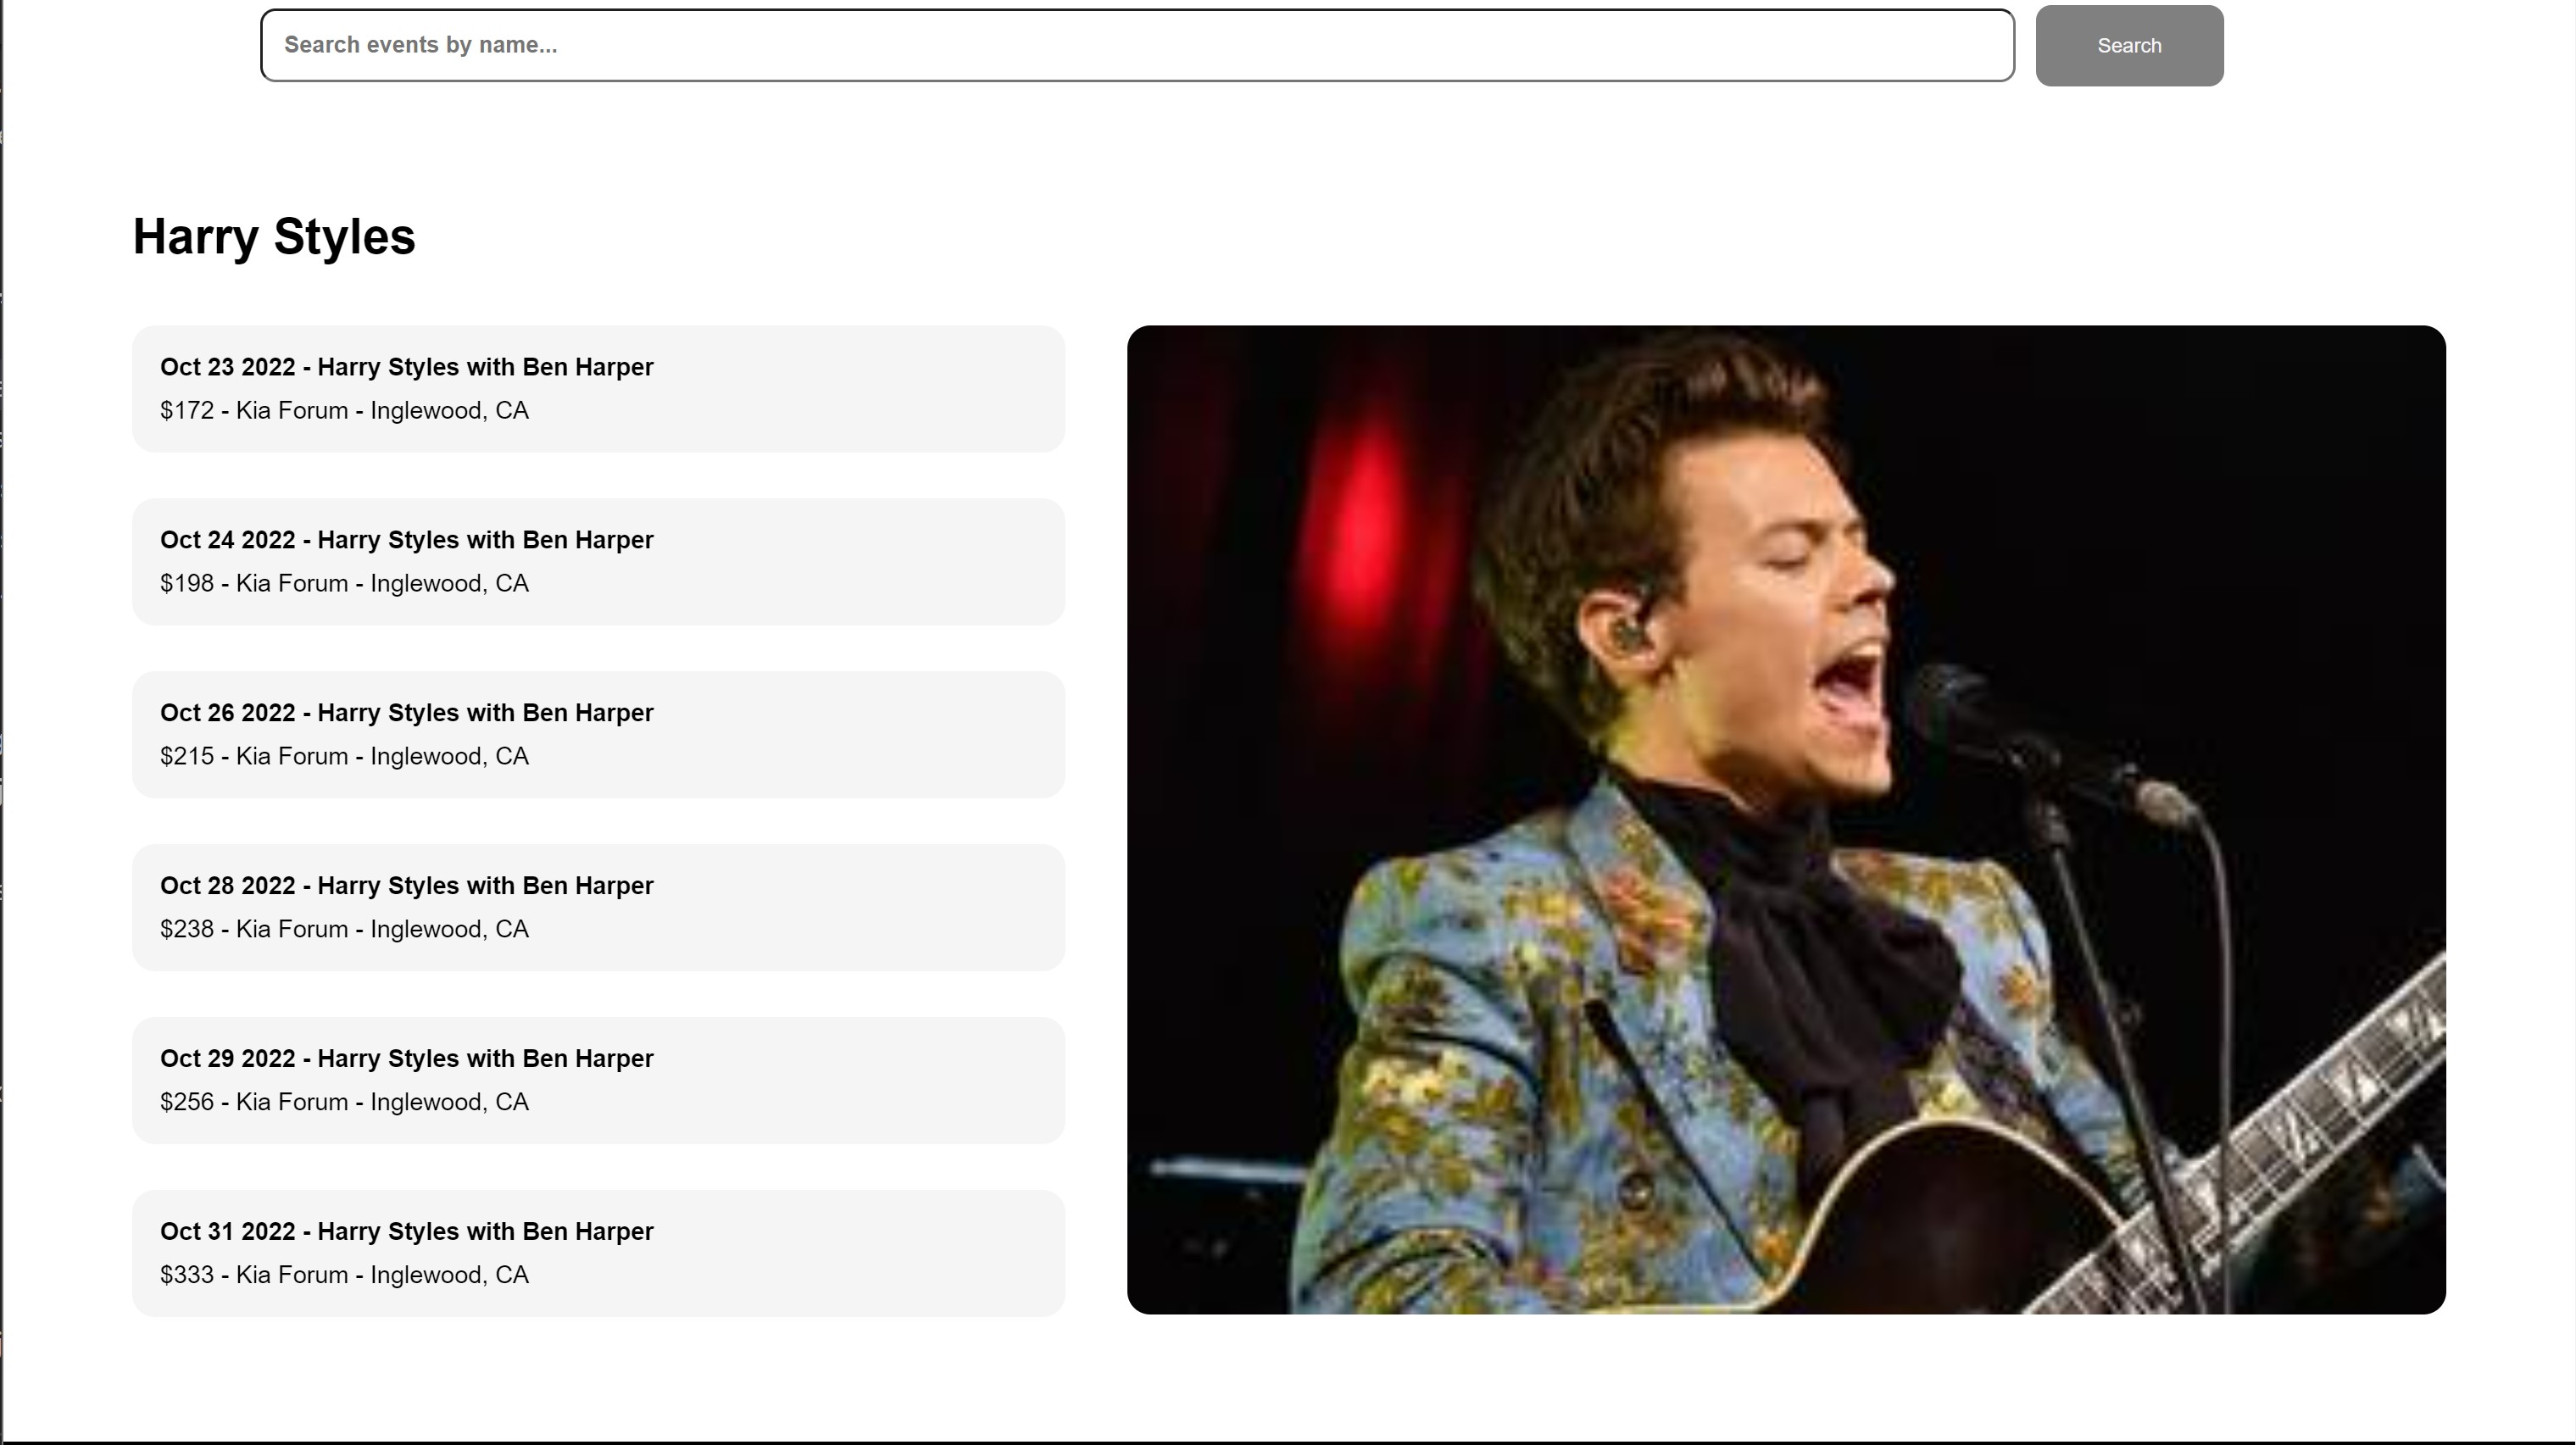 Search events by name...
Search
Harry Styles
Oct 23 2022 - Harry Styles with Ben Harper
$172 - Kia Forum - Inglewood, CA
Oct 24 2022 - Harry Styles with Ben Harper
$198 - Kia Forum - Inglewood, CA
Oct 26 2022 - Harry Styles with Ben Harper
$215 - Kia Forum - Inglewood, CA
Oct 28 2022 - Harry Styles with Ben Harper
$238 - Kia Forum - Inglewood, CA
Oct 29 2022 - Harry Styles with Ben Harper
$256 - Kia Forum - Inglewood, CA
Oct 31 2022 - Harry Styles with Ben Harper
$333 - Kia Forum - Inglewood, CA